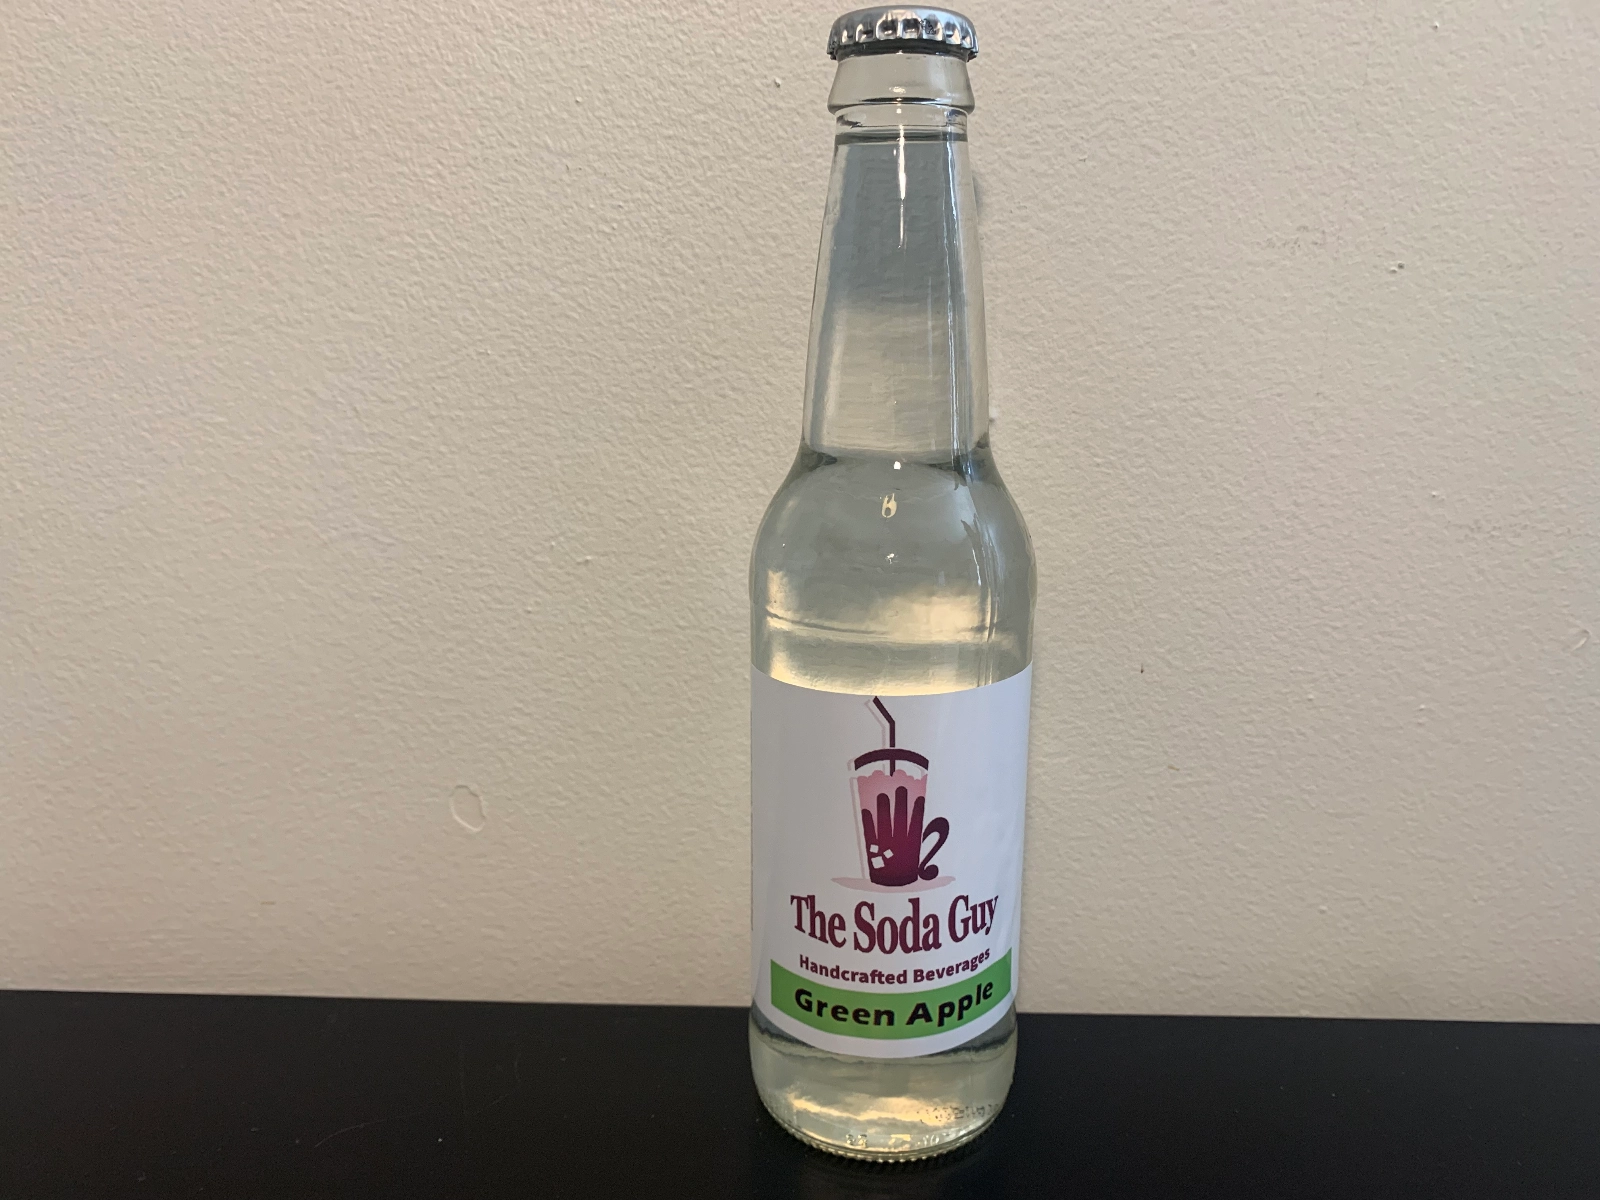 The Soda Guy
Handcrafted Beverages
Green Apple